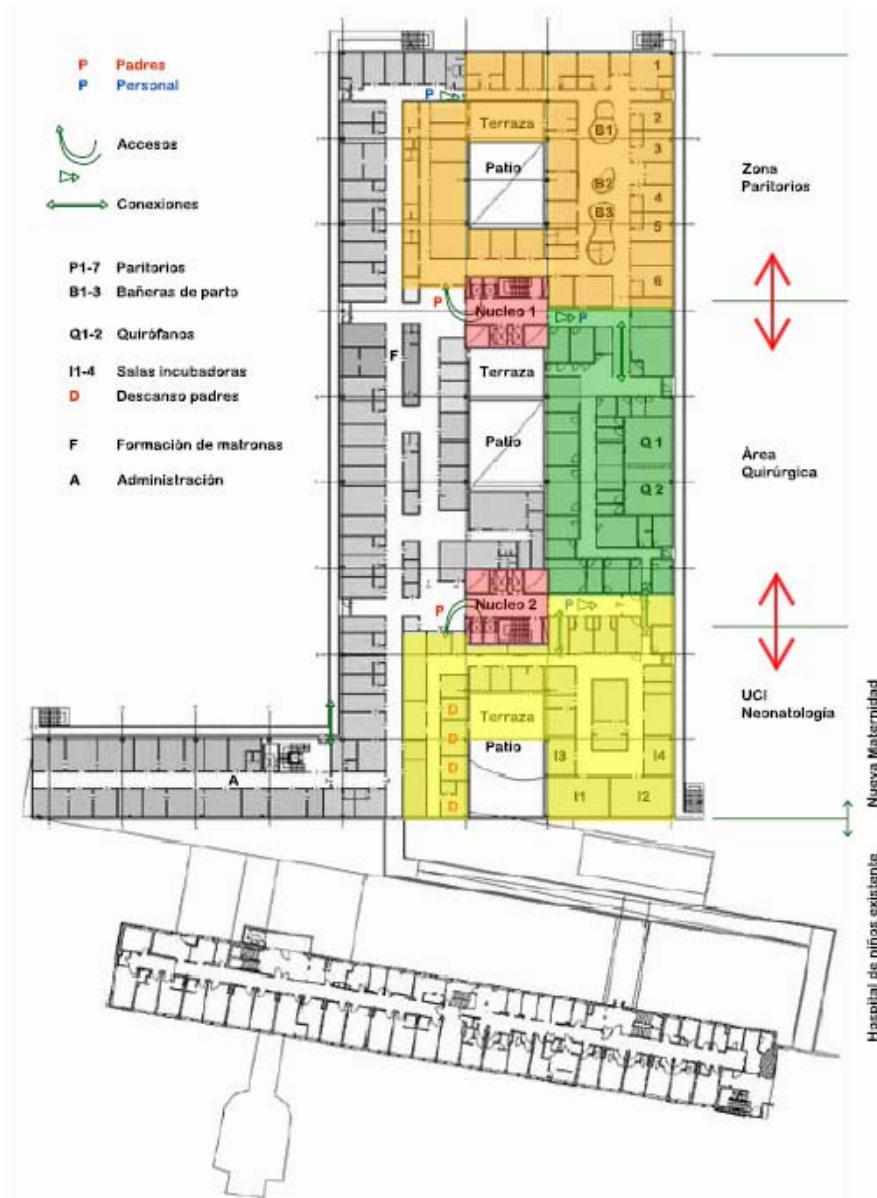 P Padres
P Personal
Accesos
Conexiones
P1-7 Paritorios
B1-3 Bañeras de parto
Q1-2 Quirófanos
I1-4 Salas incubadoras
D Descanso padres
F Formación de matronas
A Administración
P
1
Terraza
B1
2
3
Patio
B2
4
B3
5
6
P
Nucleo 1
P
F
Terraza
Patio
Q 1
Q 2
P
Nucleo 2
P
D
Terraza
D
Patio
I3
I4
D
A
D
I1
I2
Zona
Paritorios
Área
Quirúrgica
UCI
Neonatología
Nueva Maternidad
Hospital de niños existente